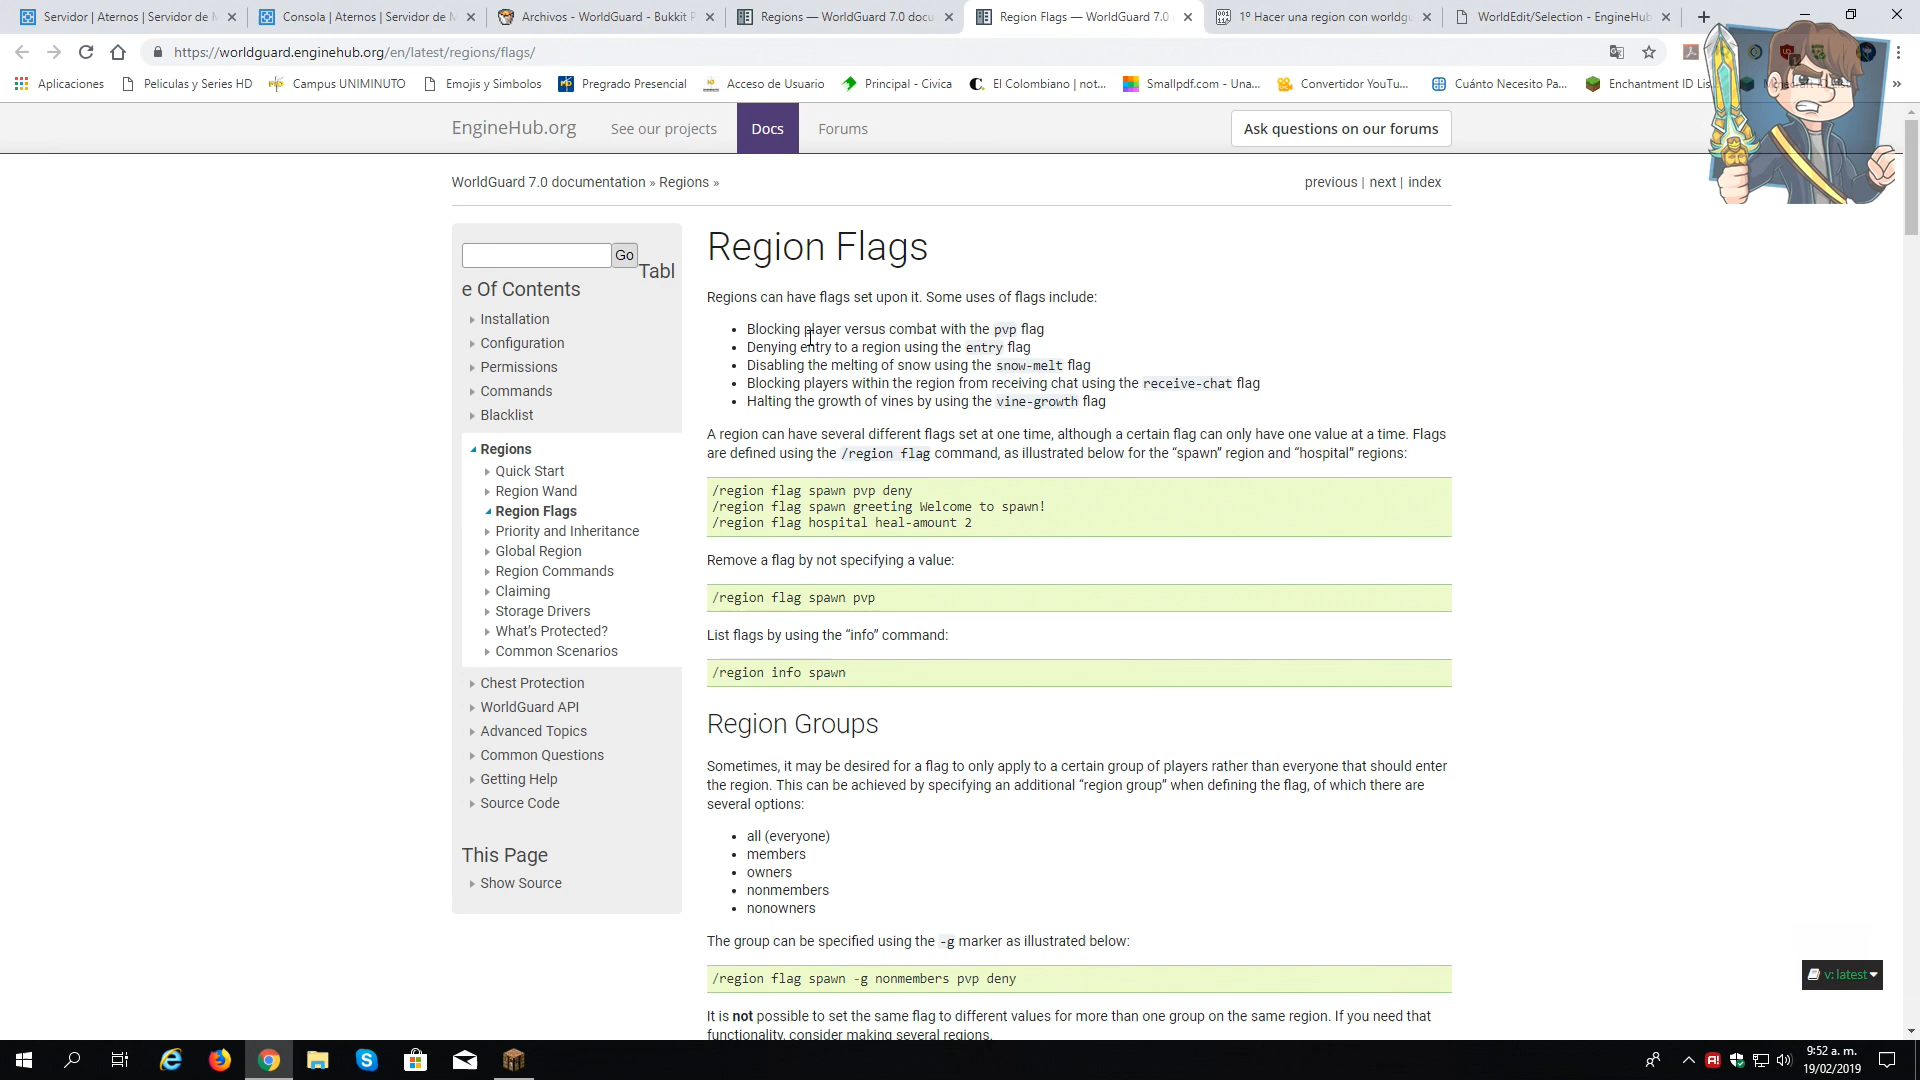 Servidor | Aternos | Servidor de M
Consola | Aternos | Servidor de M
Archivos - WorldGuard - Bukkit P
Regions — WorldGuard 7.0 docu
Region Flags — WorldGuard 7.0
1º Hacer una region con worldgu
WorldEdit/Selection - EngineHub
https://worldguard.enginehub.org/en/latest/regions/flags/
Aplicaciones
Peliculas y Series HD
Campus UNIMINUTO
Emojis y Simbolos
Pregrado Presencial
Acceso de Usuario
Principal - Civica
El Colombiano | not...
Smallpdf.com - Una...
Convertidor YouTu...
Cuánto Necesito Pa...
Enchantment ID Lis...
EngineHub.org
See our projects
Docs
Forums
Ask questions on our forums
WorldGuard 7.0 documentation » Regions »
previous | next | index
Go
Tabl
e Of Contents
Installation
Configuration
Permissions
Commands
Blacklist
Regions
Quick Start
Region Wand
Region Flags
Priority and Inheritance
Global Region
Region Commands
Claiming
Storage Drivers
What’s Protected?
Common Scenarios
Chest Protection
WorldGuard API
Advanced Topics
Common Questions
Getting Help
Source Code
This Page
Show Source
Region Flags
Regions can have flags set upon it. Some uses of flags include:
• Blocking player versus combat with the pvp flag
• Denying entry to a region using the entry flag
• Disabling the melting of snow using the snow-melt flag
• Blocking players within the region from receiving chat using the receive-chat flag
• Halting the growth of vines by using the vine-growth flag
A region can have several different flags set at one time, although a certain flag can only have one value at a time. Flags
are defined using the /region flag command, as illustrated below for the “spawn” region and “hospital” regions:
/region flag spawn pvp deny
/region flag spawn greeting Welcome to spawn!
/region flag hospital heal-amount 2
Remove a flag by not specifying a value:
/region flag spawn pvp
List flags by using the “info” command:
/region info spawn
Region Groups
Sometimes, it may be desired for a flag to only apply to a certain group of players rather than everyone that should enter
the region. This can be achieved by specifying an additional “region group” when defining the flag, of which there are
several options:
• all (everyone)
• members
• owners
• nonmembers
• nonowners
The group can be specified using the -g marker as illustrated below:
/region flag spawn -g nonmembers pvp deny
It is not possible to set the same flag to different values for more than one group on the same region. If you need that
functionality, consider making several regions.
v: latest
9:52 a. m.
19/02/2019